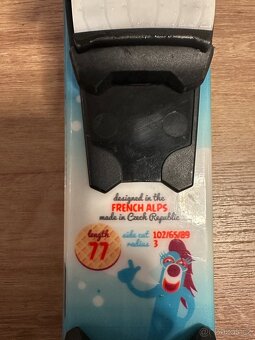 designed in the
FRENCH ALPS
made in Czech Republic
length
77
side cut 102/65/89
radius 3